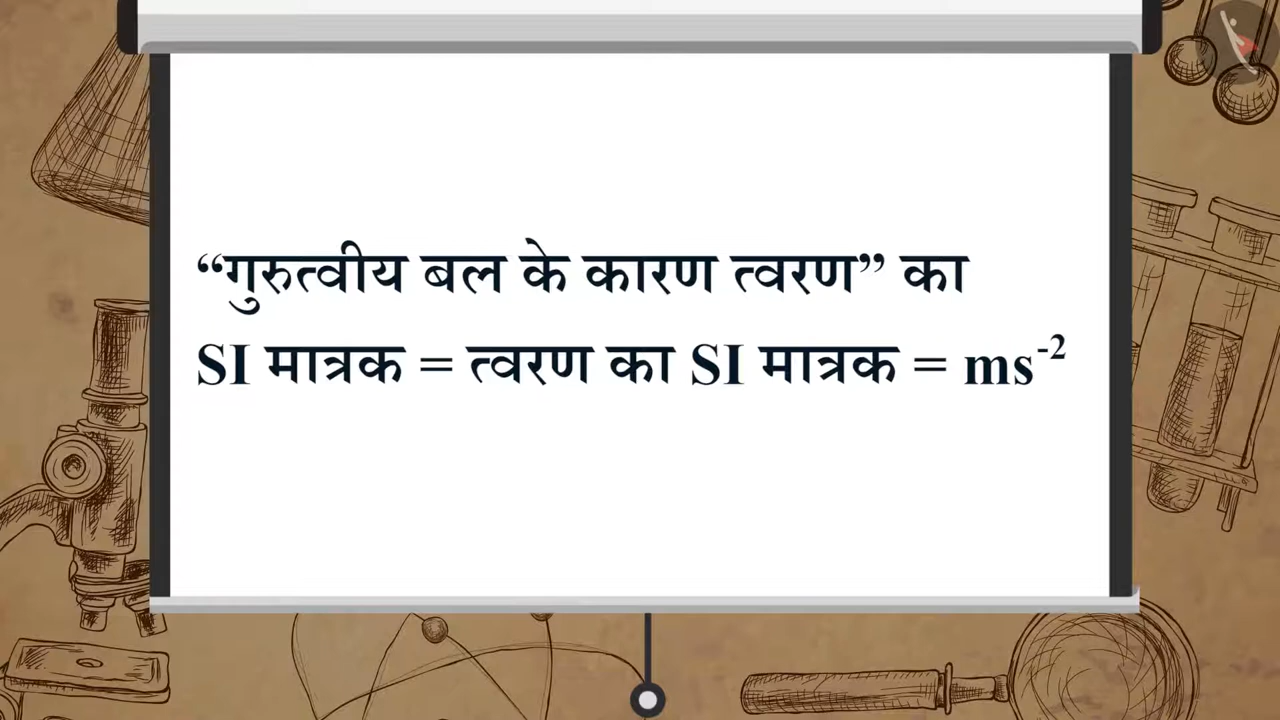 “गुरुत्वीय बल के कारण त्वरण” का
SI मात्रक = त्वरण का SI मात्रक = ms⁻²